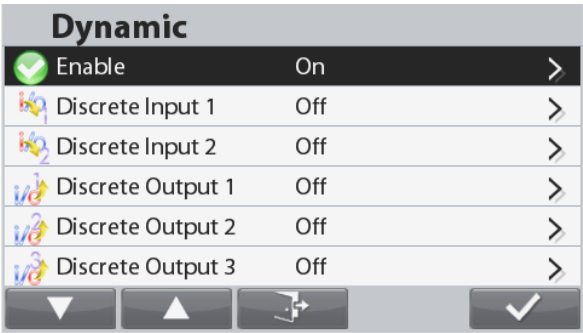 Dynamic
Enable On
Discrete Input 1 Off
Discrete Input 2 Off
Discrete Output 1 Off
Discrete Output 2 Off
Discrete Output 3 Off